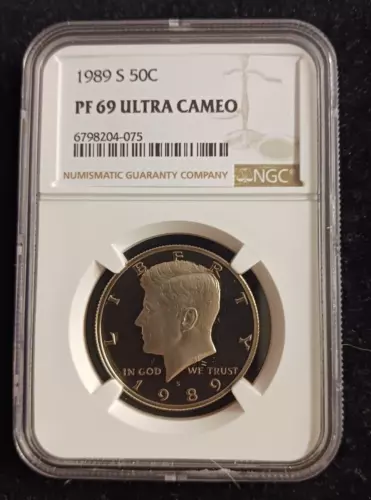 1989 S 50C
PF 69 ULTRA CAMEO
6798204-075
NUMISMATIC GUARANTY COMPANY
NGC
LIBERTY
IN GOD WE TRUST
S
1989